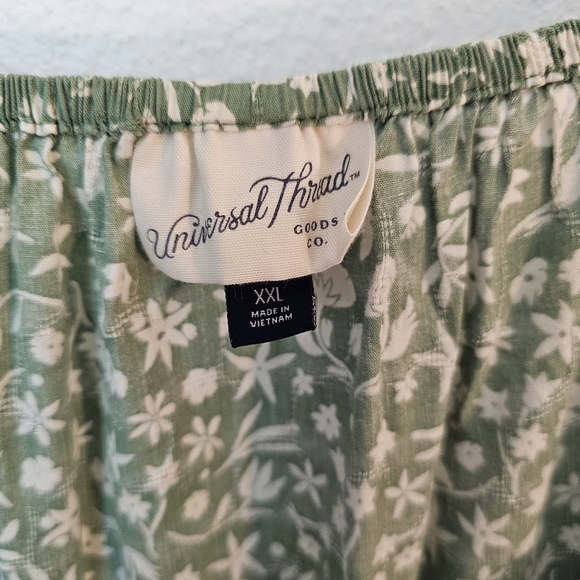 Universal Thread™
GOODS
CO.
XXL
MADE IN
VIETNAM